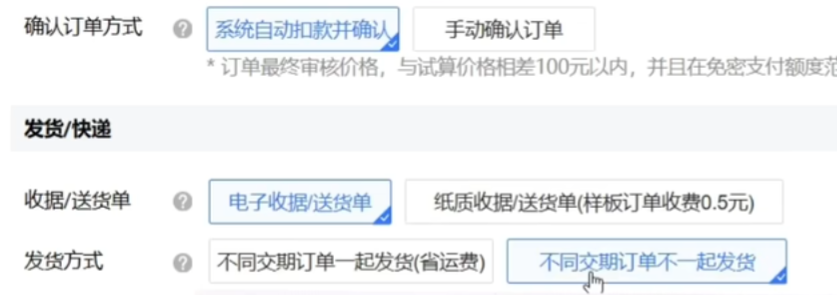 确认订单方式 系统自动扣款并确认 手动确认订单
* 订单最终审核价格，与试算价格相差100元以内，并且在免密支付额度范
发货/快递
收据/送货单 电子收据/送货单 纸质收据/送货单(样板订单收费0.5元)
发货方式 不同交期订单一起发货(省运费) 不同交期订单不一起发货